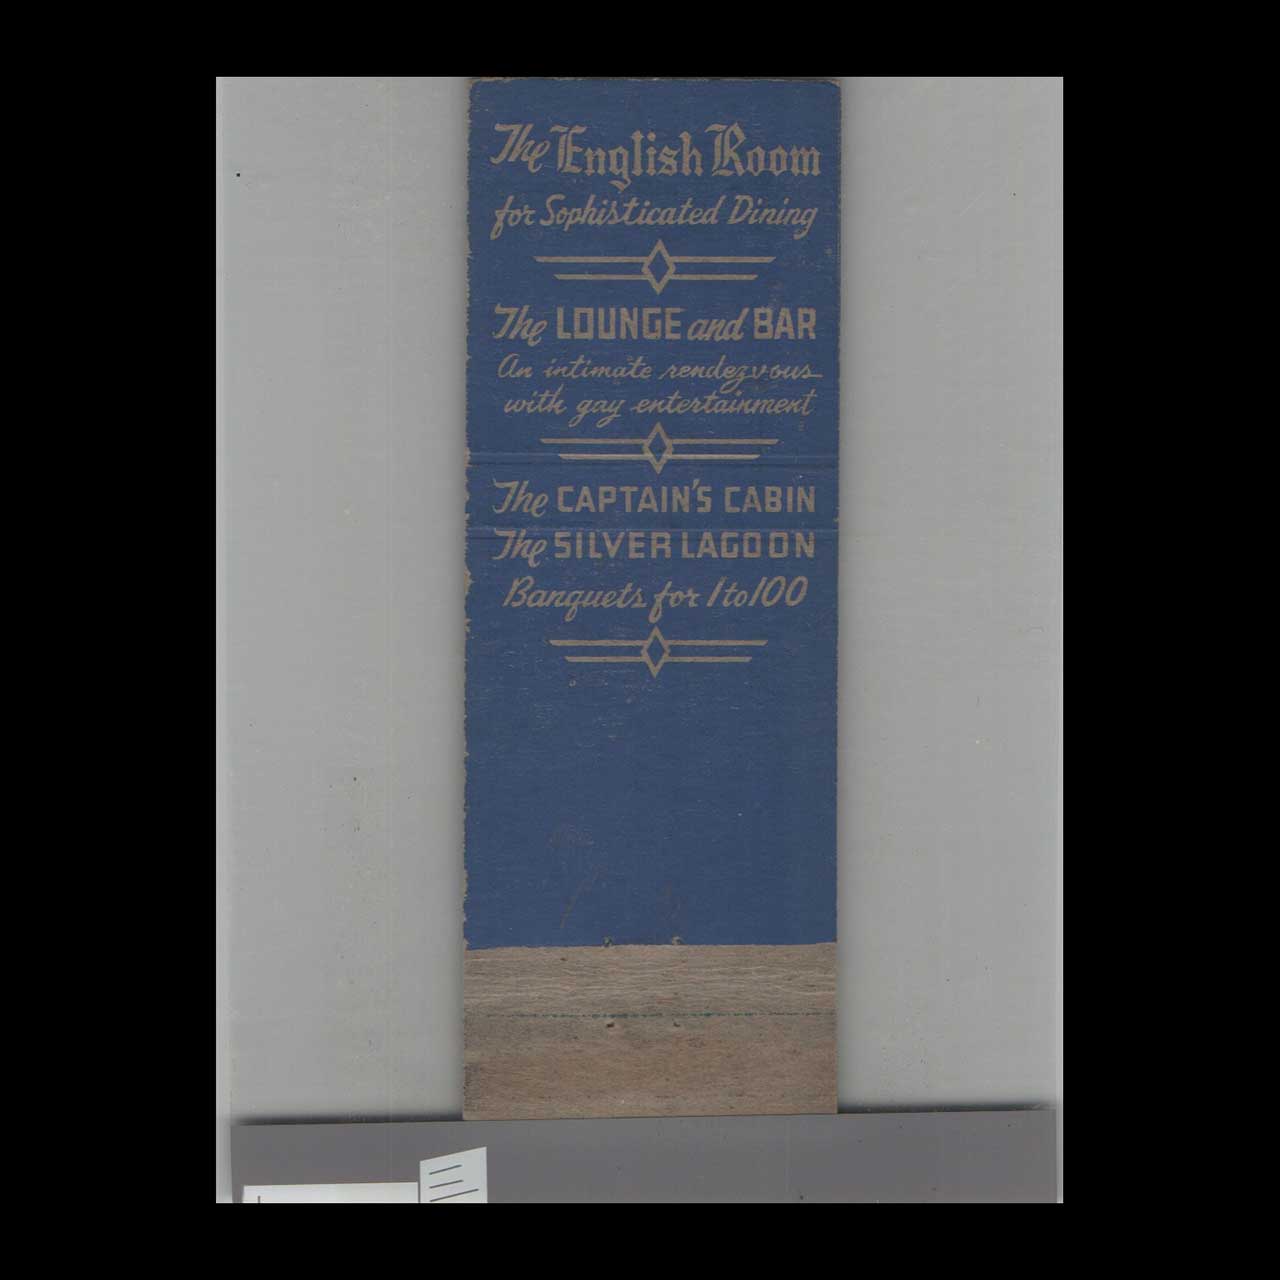 The English Room
for Sophisticated Dining
The LOUNGE and BAR
An intimate rendezvous
with gay entertainment
The CAPTAIN'S CABIN
The SILVER LAGOON
Banquets for 1 to 100